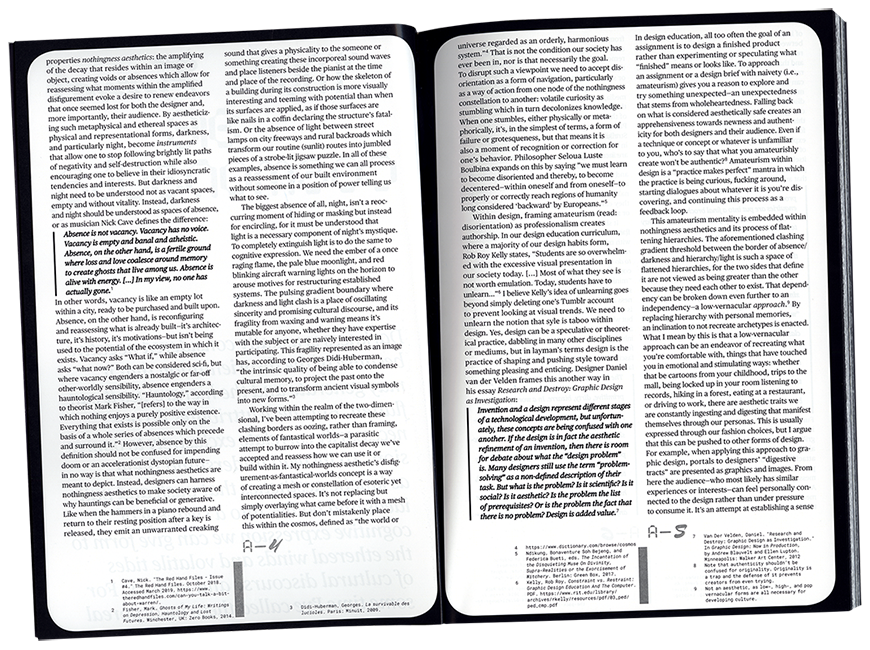 properties nothingness aesthetics: the amplifying
of the decay that resides within an image or
object, creating voids or absences which allow for
reassessing what moments within the amplified
disfigurement evoke a desire to renew endeavors
that once seemed lost for both the designer and,
more importantly, their audience. By aestheticiz-
ing such metaphysical and ethereal spaces as
physical and representational forms, darkness,
and particularly night, become instruments
that allow one to stop following brightly lit paths
of negativity and self-destruction while also
encouraging one to believe in their idiosyncratic
tendencies and interests. But darkness and
night need to be understood not as vacant spaces,
empty and without vitality. Instead, darkness
and night should be understood as spaces of absence,
or as musician Nick Cave defines the difference:
Absence is not vacancy. Vacancy has no voice.
Vacancy is empty and banal and atheistic.
Absence, on the other hand, is a fertile ground
where loss and love coalesce around memory
to create ghosts that live among us. Absence is
alive with energy. [...] In my view, no one has
actually gone.¹
In other words, vacancy is like an empty lot
within a city, ready to be purchased and built upon.
Absence, on the other hand, is reconfiguring
and reassessing what is already built–it's architec-
ture, it's history, it's motivations–but isn't being
used to the potential of the ecosystem in which it
exists. Vacancy asks "What if," while absence
asks "what now?" Both can be considered sci-fi, but
where vacancy engenders a nostalgic or far-off
other-worldly sensibility, absence engenders a
hauntological sensibility. "Hauntology," according
to theorist Mark Fisher, "[refers] to the way in
which nothing enjoys a purely positive existence.
Everything that exists is possible only on the
basis of a whole series of absences which precede
and surround it."² However, absence by this
definition should not be confused for impending
doom or an accelerationist dystopian future–
in no way is that what nothingness aesthetics are
meant to depict. Instead, designers can harness
nothingness aesthetics to make society aware of
why hauntings can be beneficial or generative.
Like when the hammers in a piano rebound and
return to their resting position after a key is
released, they emit an unwarranted creaking
sound that gives a physicality to the someone or
something creating these incorporeal sound waves
and place listeners beside the pianist at the time
and place of the recording. Or how the skeleton of
a building during its construction is more visually
interesting and teeming with potential than when
its surfaces are applied, as if those surfaces are
like nails in a coffin declaring the structure's fatal-
ism. Or the absence of light between street
lamps on city freeways and rural backroads which
transform our routine (sunlit) routes into jumbled
pieces of a strobe-lit jigsaw puzzle. In all of these
examples, absence is something we can all process
as a reassessment of our built environment
without someone in a position of power telling us
what to see.
The biggest absence of all, night, isn't a reoc-
curring moment of hiding or making but instead
for encircling, for it must be understood that
light is a necessary component of night's mystique.
To completely extinguish light is to do the same to
cognitive expression. We need the ember of a once
raging flame, the pale blue moonlight, and red
blinking aircraft warning lights on the horizon to
arouse motives for restructuring established
systems. The pulsing gradient boundary where
darkness and light clash is a place of oscillating
sincerity and promising cultural discourse, and its
fragility from waxing and waning means it's
mutable for anyone, whether they have expertise
with the subject or are naively interested in
participating. This fragility represented as an image
has, according to Georges Didi-Huberman,
"the intrinsic quality of being able to condense
cultural memory, to project the past onto the
present, and to transform ancient visual symbols
into new forms."³
Working within the realm of the two-dimen-
sional, I've been attempting to recreate these
clashing borders as oozing, rather than framing,
elements of fantastical worlds–a parasitic
attempt to burrow into the capitalist decay we've
accepted and reassess how we can use it or
build within it. My nothingness aesthetic's disfig-
urement-as-fantastical-worlds concept is a way
of creating a mesh or constellation of esoteric yet
interconnected spaces. It's not replacing but
simply overlaying what came before it with a mesh
of potentialities. But don't mistakenly place
this within the cosmos, defined as "the world or
A-4
1 Cave, Nick. "The Red Hand Files - Issue
#4." The Red Hand Files. October 2018.
Accessed March 2019. https://www.
theredhandfiles.com/can-you-talk-a-bit-
about-warren/.
2 Fisher, Mark. Ghosts of My Life: Writings
on Depression, Hauntology and Lost
Futures. Winchester, UK: Zero Books, 2014.
3 Didi-Huberman, Georges. La survivable des
lucioles. Paris: Minuit, 2009.
universe regarded as an orderly, harmonious
system."⁴ That is not the condition our society has
ever been in, nor is that necessarily the goal.
To disrupt such a viewpoint we need to accept dis-
orientation as a form of navigation, particularly
as a way of action from one node of the nothingness
constellation to another: volatile curiosity as
stumbling which in turn decolonizes knowledge.
When one stumbles, either physically or meta-
phorically, it's, in the simplest of terms, a form of
failure or grotesqueness, but that means it is
also a moment of recognition or correction for
one's behavior. Philosopher Seloua Luste
Boulbina expands on this by saying "we must learn
to become disoriented and thereby, to become
decentered–within oneself and from oneself–to
properly or correctly reach regions of humanity
long considered 'backward' by Europeans."⁵
Within design, framing amateurism (read:
disorientation) as professionalism creates
authorship. In our design education curriculum,
where a majority of our design habits form,
Rob Roy Kelly states, "Students are so overwhelm-
ed with the excessive visual presentation in
our society today. [...] Most of what they see is
not worth emulation. Today, students have to
unlearn..."⁶ I believe Kelly's idea of unlearning goes
beyond simply deleting one's Tumblr account
to prevent looking at visual trends. We need to
unlearn the notion that style is taboo within
design. Yes, design can be a speculative or theoret-
ical practice, dabbling in many other disciplines
or mediums, but in layman's terms design is the
practice of shaping and pushing style toward
something pleasing and enticing. Designer Daniel
van der Velden frames this another way in
his essay Research and Destroy: Graphic Design
as Investigation:
Invention and a design represent different stages
of a technological development, but unfortun-
ately, these concepts are being confused with one
another. If the design is in fact the aesthetic
refinement of an invention, then there is room
for debate about what the "design problem"
is. Many designers still use the term "problem-
solving" as a non-defined description of their
task. But what is the problem? Is it scientific? Is it
social? Is it aesthetic? Is the problem the list
of prerequisites? Or is the problem the fact that
there is no problem? Design is added value.⁷
In design education, all too often the goal of an
assignment is to design a finished product
rather than experimenting or speculating what
"finished" means or looks like. To approach
an assignment or a design brief with naivety (i.e.,
amateurism) gives you a reason to explore and
try something unexpected–an unexpectedness
that stems from wholeheartedness. Falling back
on what is considered aesthetically safe creates an
apprehensiveness towards newness and authent-
icity for both designers and their audience. Even if
a technique or concept or whatever is unfamiliar
to you, who's to say that what you amateurishly
create won't be authentic?⁸ Amateurism within
design is a "practice makes perfect" mantra in which
the practice is being curious, fucking around,
starting dialogues about whatever it is you're dis-
covering, and continuing this process as a
feedback loop.
This amateurism mentality is embedded within
nothingness aesthetics and its process of flat-
tening hierarchies. The aforementioned clashing
gradient threshold between the border of absence/
darkness and hierarchy/light is such a space of
flattened hierarchies, for the two sides that define
it are not viewed as being greater than the other
because they need each other to exist. That depend-
ency can be broken down even further to an
independency–a low-vernacular approach.⁹ By
replacing hierarchy with personal memories,
an inclination to not recreate archetypes is enacted.
What I mean by this is that a low-vernacular
approach can be an endeavor of recreating what
you're comfortable with, things that have touched
you in emotional and stimulating ways: whether
that be cartoons from your childhood, trips to the
mall, being locked up in your room listening to
records, hiking in a forest, eating at a restaurant,
or driving to work, there are aesthetic traits we
are constantly ingesting and digesting that manifest
themselves through our personas. This is usually
expressed through our fashion choices, but I argue
that this can be pushed to other forms of design.
For example, when applying this approach to gra-
phic design, portals to designers' "digestive
tracts" are presented as graphics and images. From
here the audience–who most likely has similar
experiences or interests–can feel personally con-
nected to the design rather than under pressure
to consume it. It's an attempt at establishing a sense
A-5
4 https://www.dictionary.com/browse/cosmos
5 Ndikung, Bonaventure Soh Bejeng, and
Federica Bueti, eds. The Incantation of
the Disquieting Muse On Divinity,
Supra-Realities or the Exorcisement of
Witchery. Berlin: Green Box, 2017.
6 Kelly, Rob Roy. Constraint vs. Restraint:
Graphic Design Education And The Computer.
PDF. https://www.rit.edu/library/
archives/rkelly/resources/pdf/03_ped/
ped_cmp.pdf
7 Van Der Velden, Daniel. "Research and
Destroy: Graphic Design as Investigation."
In Graphic Design: Now in Production,
by Andrew Blauvelt and Ellen Lupton.
Minneapolis: Walker Art Center, 2012
8 Note that authenticity shouldn't be
confused for originality. Originality is
a trap and the defense of it prevents
creators from even trying.
9 Not an aesthetic, as low-, high-, and pop
vernacular forms are all necessary for
developing culture.